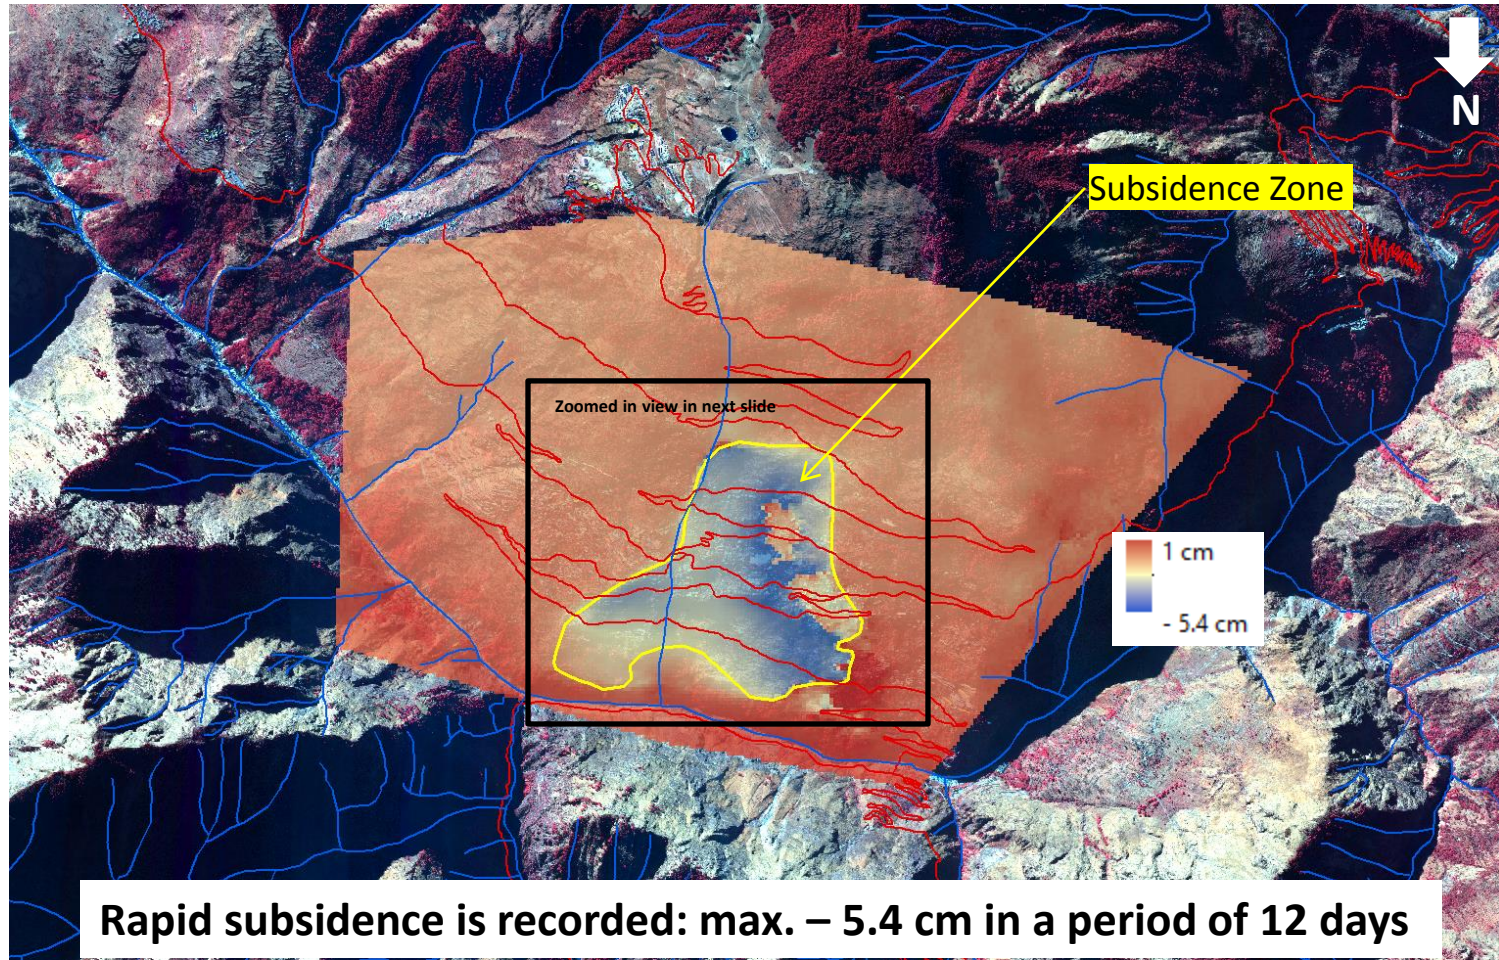 N
Subsidence Zone
Zoomed in view in next slide
1 cm
- 5.4 cm
Rapid subsidence is recorded: max. – 5.4 cm in a period of 12 days